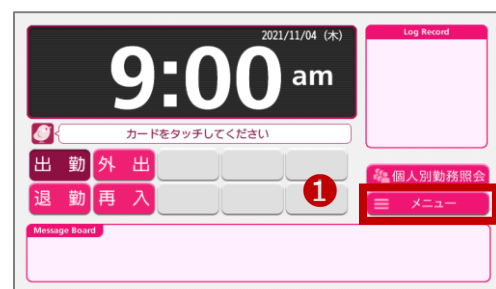 2021/11/04 (木)
9:00 am
カードをタッチしてください
出 勤
外 出
退 勤
再 入
Log Record
個人別勤務照会
1
メニュー
Message Board